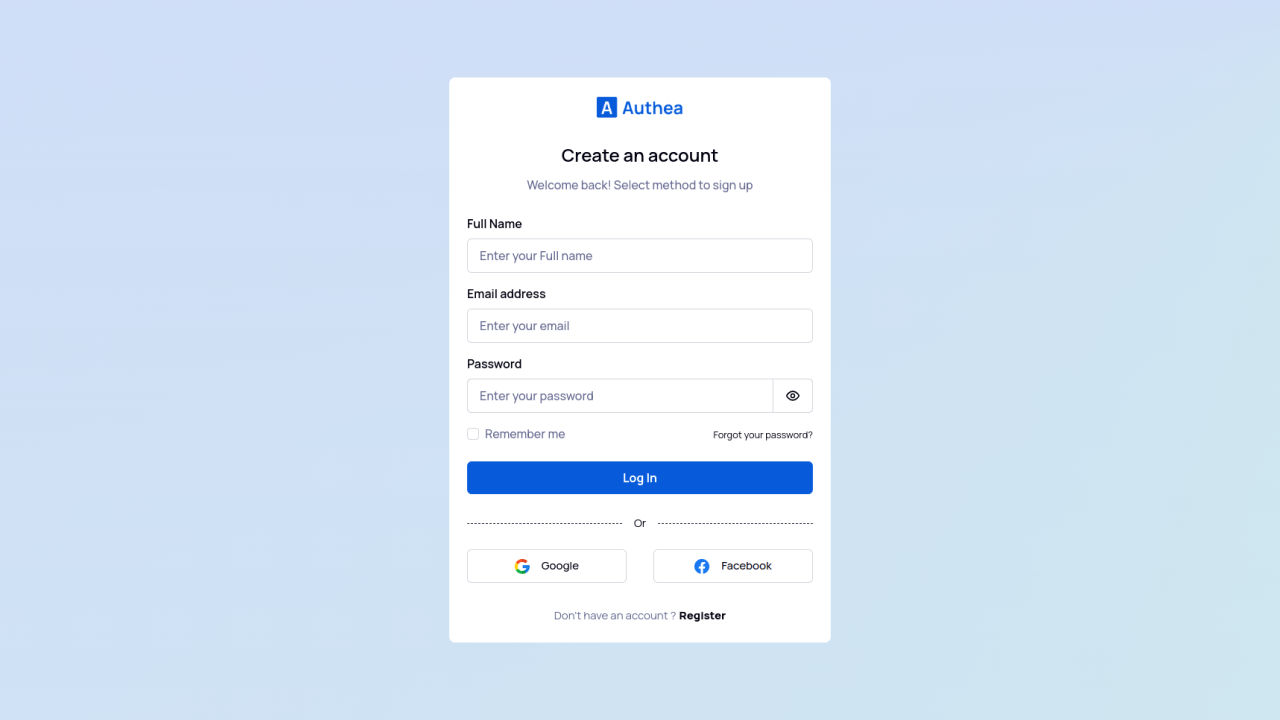 A Authea
Create an account
Welcome back! Select method to sign up
Full Name
Enter your Full name
Email address
Enter your email
Password
Enter your password
Remember me Forgot your password?
Log In
Or
Google Facebook
Don't have an account ? Register